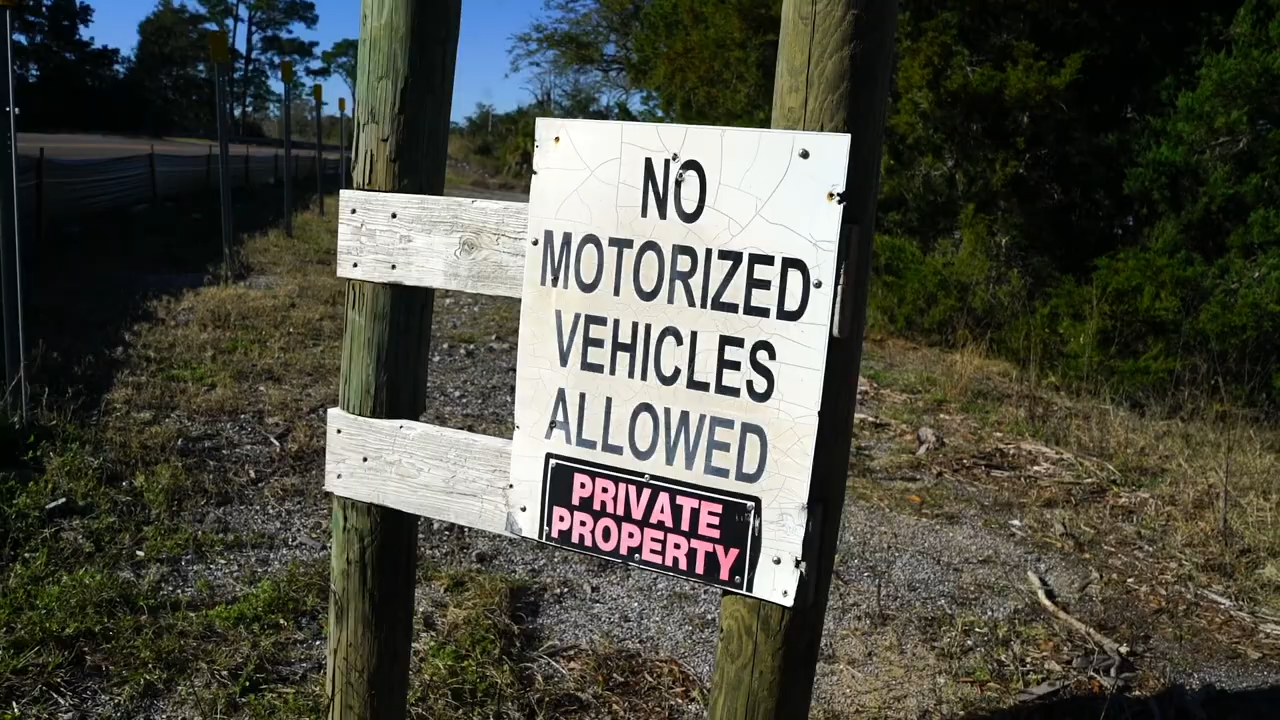 NO
MOTORIZED
VEHICLES
ALLOWED
PRIVATE
PROPERTY